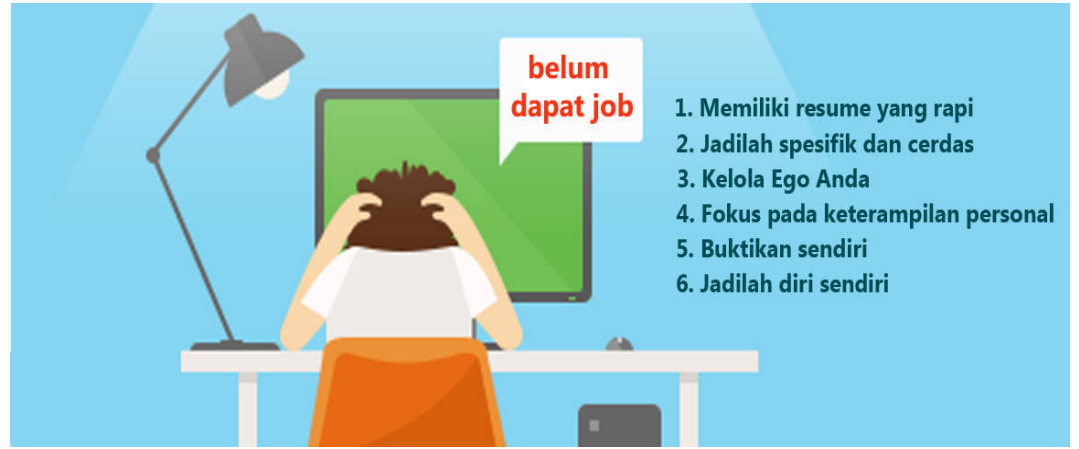 belum
dapat job
1. Memiliki resume yang rapi
2. Jadilah spesifik dan cerdas
3. Kelola Ego Anda
4. Fokus pada keterampilan personal
5. Buktikan sendiri
6. Jadilah diri sendiri